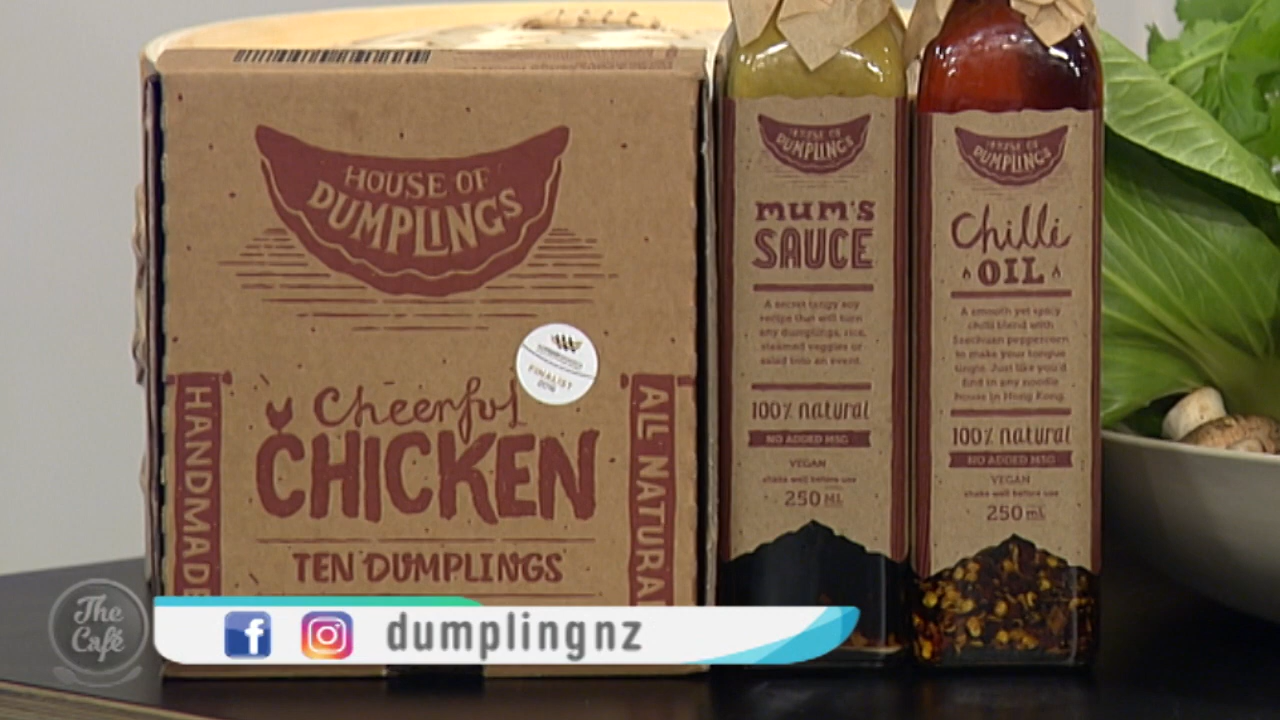 HOUSE OF
DUMPLINGS
FINALIST
Cheerful
CHICKEN
TEN DUMPLINGS
HANDMADE
ALL NATURA
HOUSE OF
DUMPLINGS
mum's
SAUCE
A secret tangy soy
recipe that will turn
any dumplings, rice,
steamed veggies or
salad into an event.
100% natural
NO ADDED MSG
VEGAN
shake well before use
250 ML
HOUSE OF
DUMPLINGS
Chilli
OIL
A smooth yet spicy
chilli blend with
Szechuan peppercorn
to make your tongue
tingle. Just like you'd
find in any noodle
house in Hong Kong.
100% natural
NO ADDED MSG
VEGAN
shake well before use
250 ml
The
Café
dumplingnz